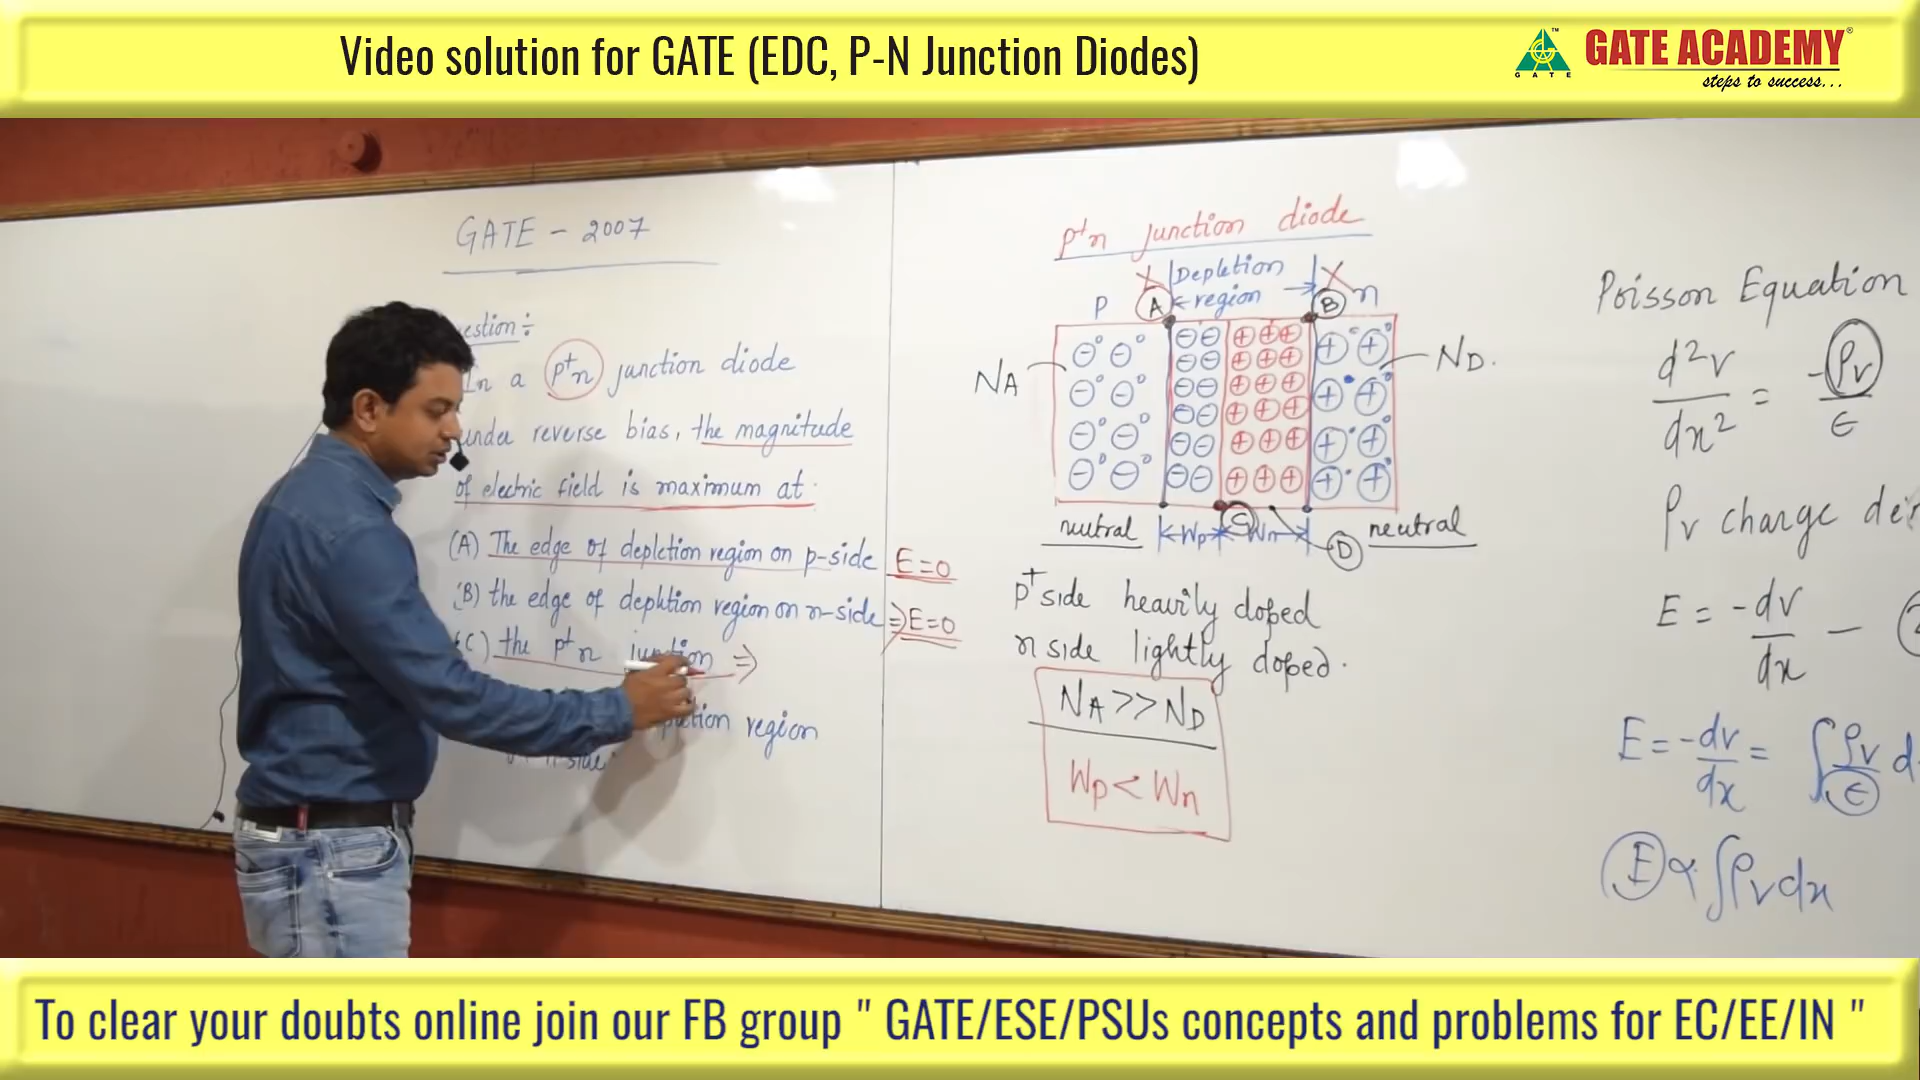 Video solution for GATE (EDC, P-N Junction Diodes)
GATE
GATE ACADEMY
steps to success...
GATE - 2007
estion :
In a p+n junction diode
unda reverse bias, the magnitude
of electric field is maximum at.
(A) The edge of depletion region on p-side E=0
(B) the edge of depltion region on n-side ⇒ E=0
(C) the p+n junction ⇒
region
side
p+n junction diode
Depletion
P A region B n
NA
ND.
neutral Wp C Wn D neutral
p+ side heavily doped
n side lightly doped.
NA >> ND
Wp < Wn
Poisson Equation
d²v/dx² = -ρv/ε
ρv charge de
E = -dv/dx — 2
E = -dv/dx = ∫ρv/ε d
E ∝ ∫ρv dx
To clear your doubts online join our FB group " GATE/ESE/PSUs concepts and problems for EC/EE/IN "